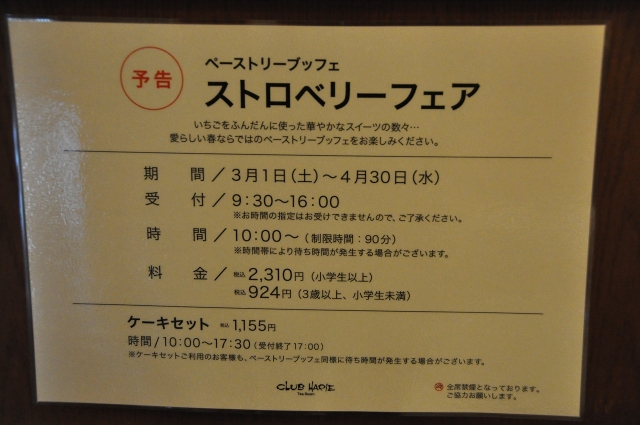 予告
ペーストリーブッフェ
ストロベリーフェア
いちごをふんだんに使った華やかなスイーツの数々…
愛らしい春ならではのペーストリーブッフェをお楽しみください。
期 間/3月1日(土)～4月30日(水)
受 付/9:30～16:00
※お時間の指定はお受けできませんので、ご了承ください。
時 間/10:00～(制限時間:90分)
※時間帯により待ち時間が発生する場合がございます。
料 金/税込2,310円(小学生以上)
税込924円(3歳以上、小学生未満)
ケーキセット 税込1,155円
時間/10:00～17:30(受付終了17:00)
※ケーキセットご利用のお客様も、ペーストリーブッフェ同様に待ち時間が発生する場合がございます。
CLUB HARIE
Tea Room
全席禁煙となっております。
ご協力お願いします。